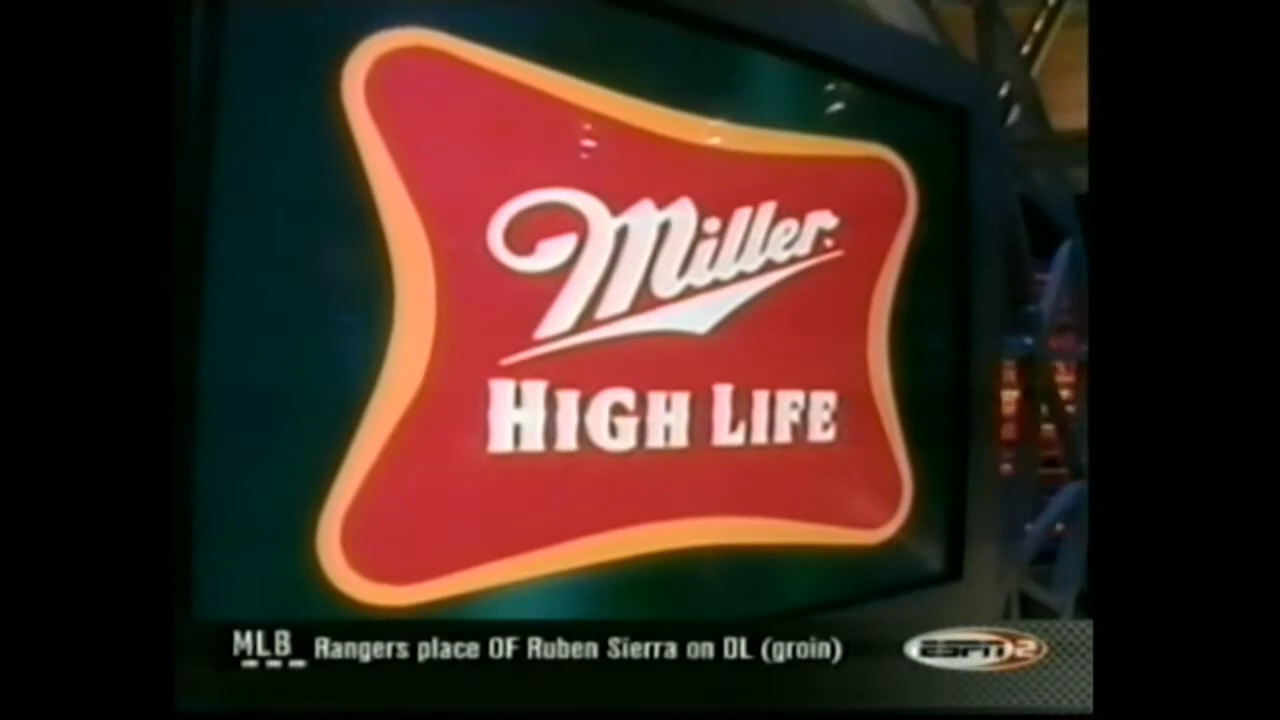 Miller
HIGH LIFE
MLB Rangers place OF Ruben Sierra on DL (groin)
ESPN2